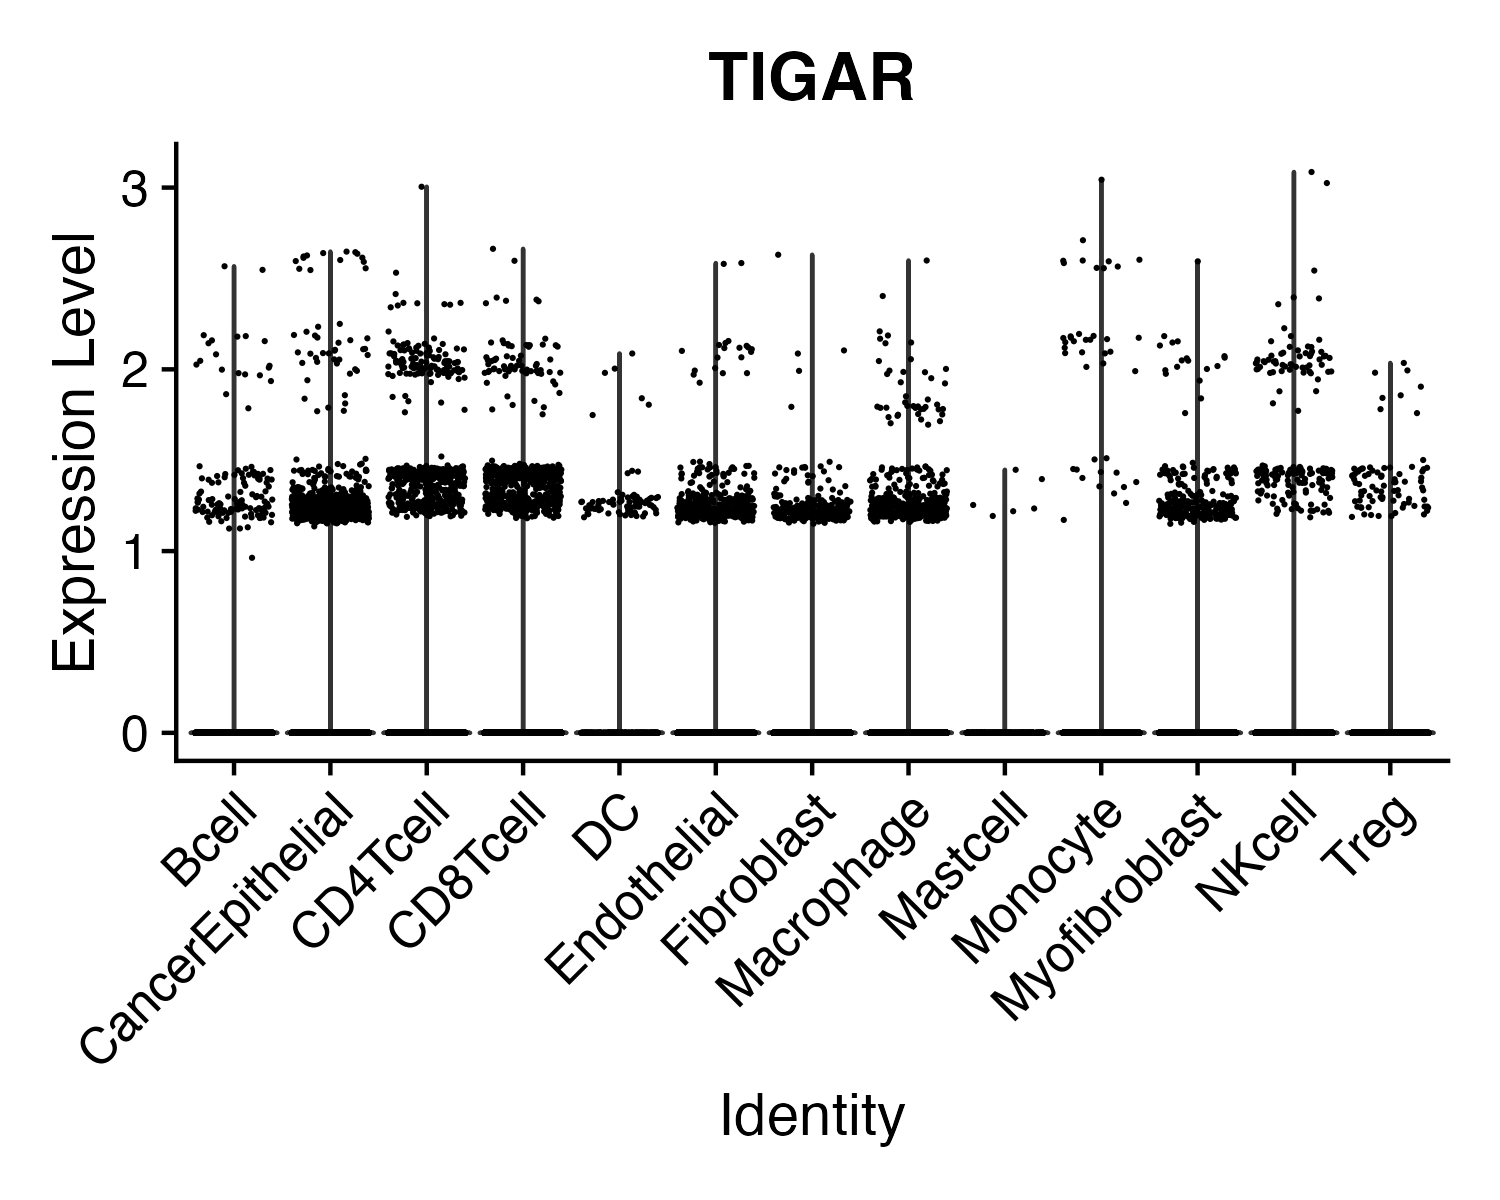 TIGAR
Expression Level
3
2
1
0
Bcell
CancerEpithelial
CD4Tcell
CD8Tcell
DC
Endothelial
Fibroblast
Macrophage
Mastcell
Monocyte
Myofibroblast
NKcell
Treg
Identity